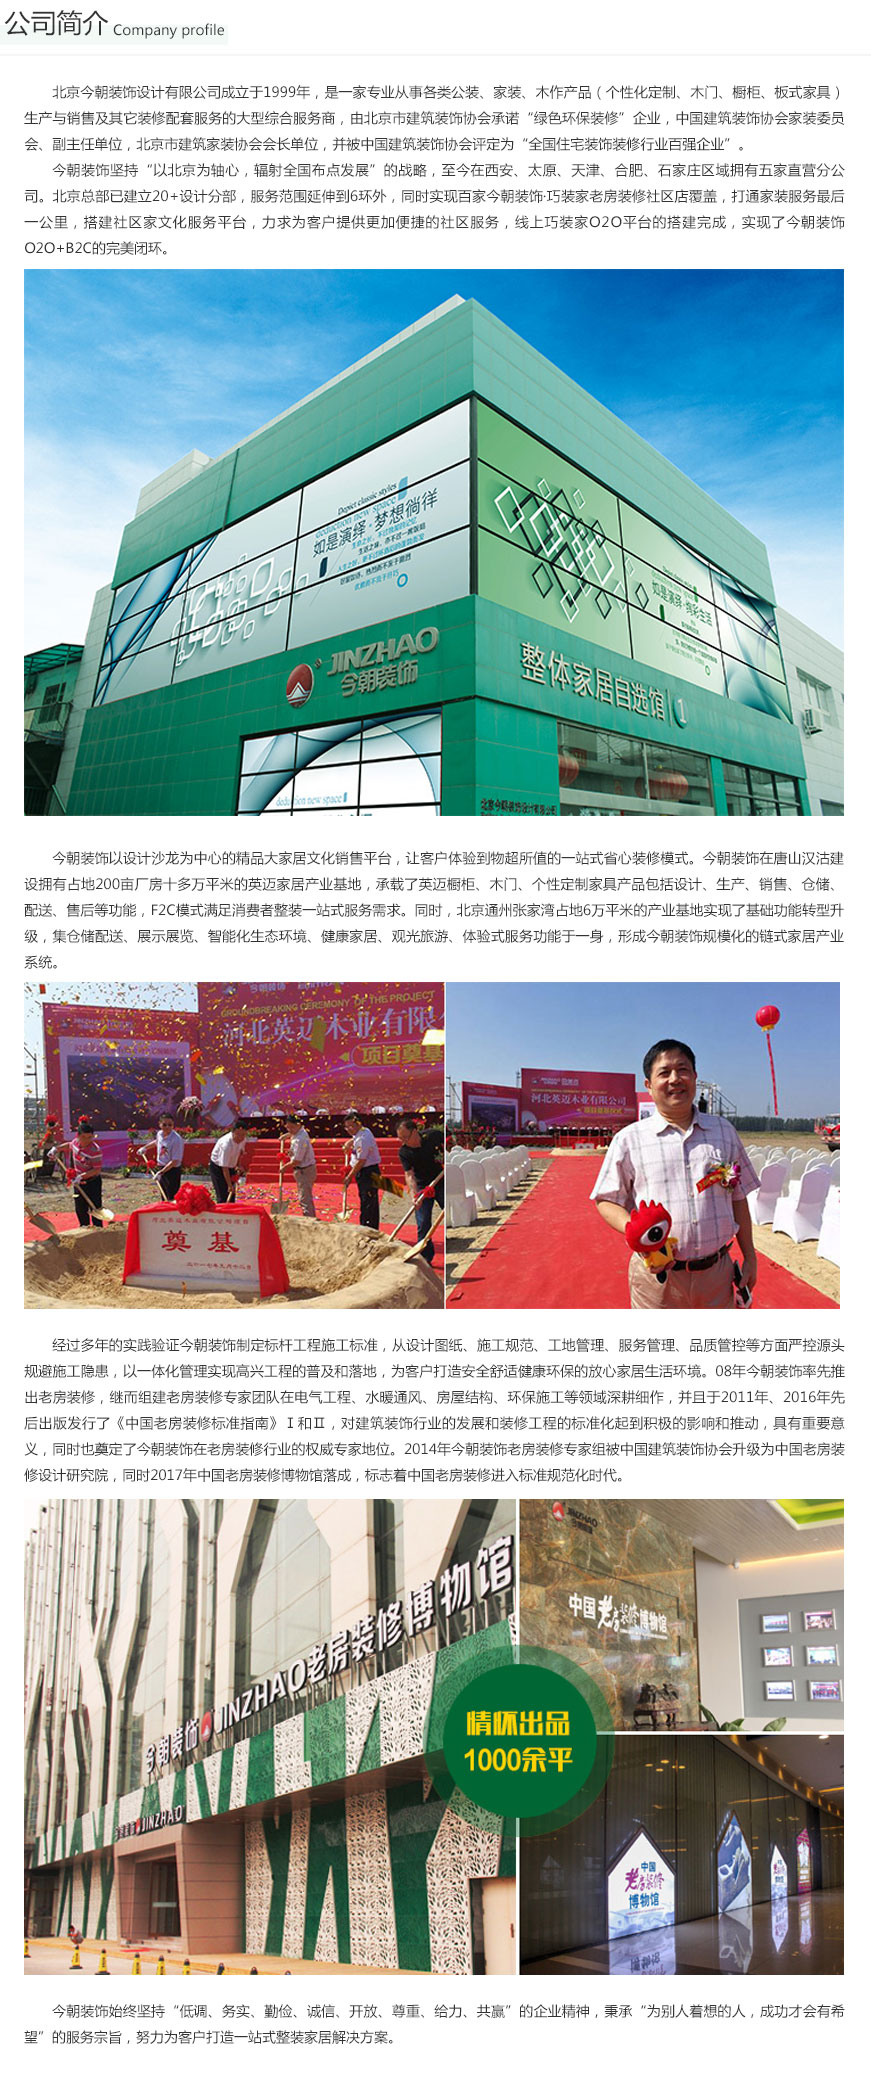 公司简介 Company profile
北京今朝装饰设计有限公司成立于1999年，是一家专业从事各类公装、家装、木作产品（个性化定制、木门、橱柜、板式家具）
生产与销售及其它装修配套服务的大型综合服务商，由北京市建筑装饰协会承诺“绿色环保装修”企业，中国建筑装饰协会家装委员
会、副主任单位，北京市建筑家装协会会长单位，并被中国建筑装饰协会评定为“全国住宅装饰装修行业百强企业”。
今朝装饰坚持“以北京为轴心，辐射全国布点发展”的战略，至今在西安、太原、天津、合肥、石家庄区域拥有五家直营分公
司。北京总部已建立20+设计分部，服务范围延伸到6环外，同时实现百家今朝装饰·巧装家老房装修社区店覆盖，打通家装服务最后
一公里，搭建社区家文化服务平台，力求为客户提供更加便捷的社区服务，线上巧装家O2O平台的搭建完成，实现了今朝装饰
O2O+B2C的完美闭环。
Depict classic styles
deduction new space
如是演绎·梦想徜徉
如是演绎·绚彩生活
JINZHAO
今朝装饰
整体家居自选馆 1
deduction new space
北京今朝装饰设计有限公司
今朝装饰以设计沙龙为中心的精品大家居文化销售平台，让客户体验到物超所值的一站式省心装修模式。今朝装饰在唐山汉沽建
设拥有占地200亩厂房十多万平米的英迈家居产业基地，承载了英迈橱柜、木门、个性定制家具产品包括设计、生产、销售、仓储、
配送、售后等功能，F2C模式满足消费者整装一站式服务需求。同时，北京通州张家湾占地6万平米的产业基地实现了基础功能转型升
级，集仓储配送、展示展览、智能化生态环境、健康家居、观光旅游、体验式服务功能于一身，形成今朝装饰规模化的链式家居产业
系统。
今朝装饰
GROUNDBREAKING CEREMONY OF THE PROJECT
河北英迈木业有限公
项目奠基
奠基
河北英迈木业有限公司
项目奠基仪式
经过多年的实践验证今朝装饰制定标杆工程施工标准，从设计图纸、施工规范、工地管理、服务管理、品质管控等方面严控源头
规避施工隐患，以一体化管理实现高兴工程的普及和落地，为客户打造安全舒适健康环保的放心家居生活环境。08年今朝装饰率先推
出老房装修，继而组建老房装修专家团队在电气工程、水暖通风、房屋结构、环保施工等领域深耕细作，并且于2011年、2016年先
后出版发行了《中国老房装修标准指南》Ⅰ和Ⅱ，对建筑装饰行业的发展和装修工程的标准化起到积极的影响和推动，具有重要意
义，同时也奠定了今朝装饰在老房装修行业的权威专家地位。2014年今朝装饰老房装修专家组被中国建筑装饰协会升级为中国老房装
修设计研究院，同时2017年中国老房装修博物馆落成，标志着中国老房装修进入标准规范化时代。
今朝装饰 JINZHAO老房装修博物馆
今朝装饰 JINZHAO
JINZHAO
今朝装饰
中国老房装修博物馆
情怀出品
1000余平
中国
老房装修
博物馆
今朝装饰始终坚持“低调、务实、勤俭、诚信、开放、尊重、给力、共赢”的企业精神，秉承“为别人着想的人，成功才会有希
望”的服务宗旨，努力为客户打造一站式整装家居解决方案。